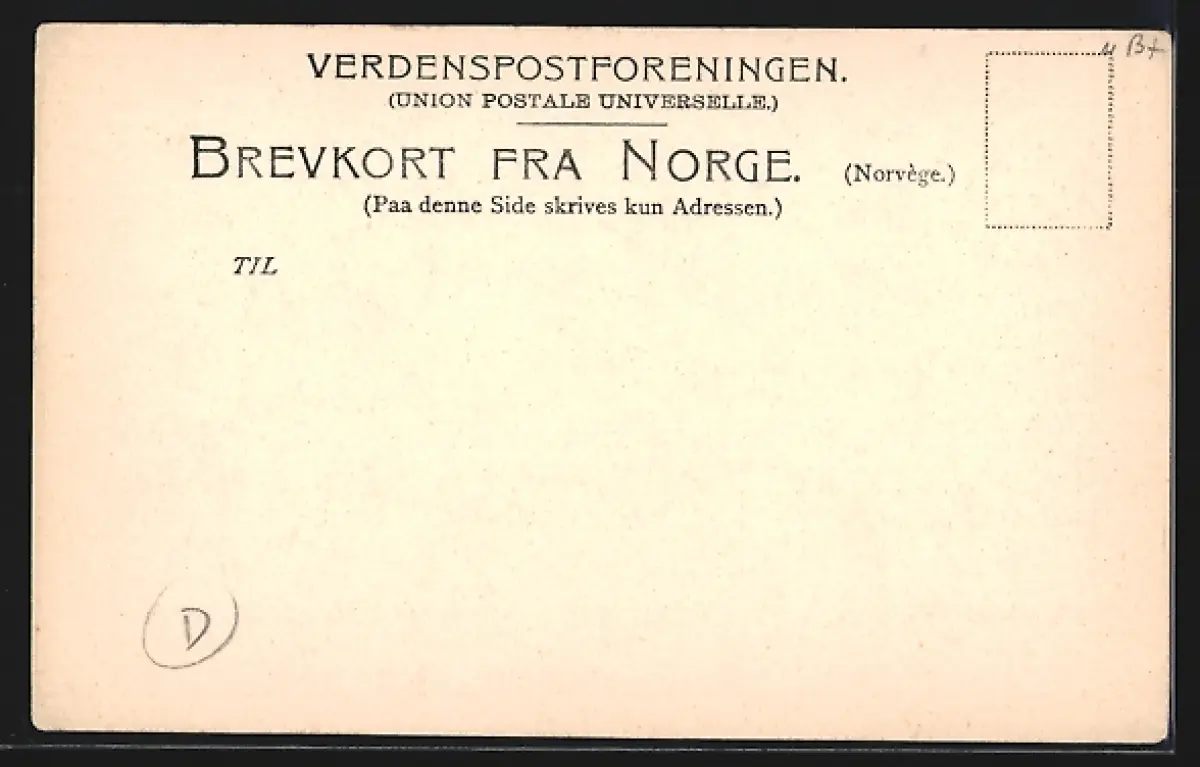 VERDENSPOSTFORENINGEN.
(UNION POSTALE UNIVERSELLE.)
BREVKORT FRA NORGE. (Norvège.)
(Paa denne Side skrives kun Adressen.)
TIL
D